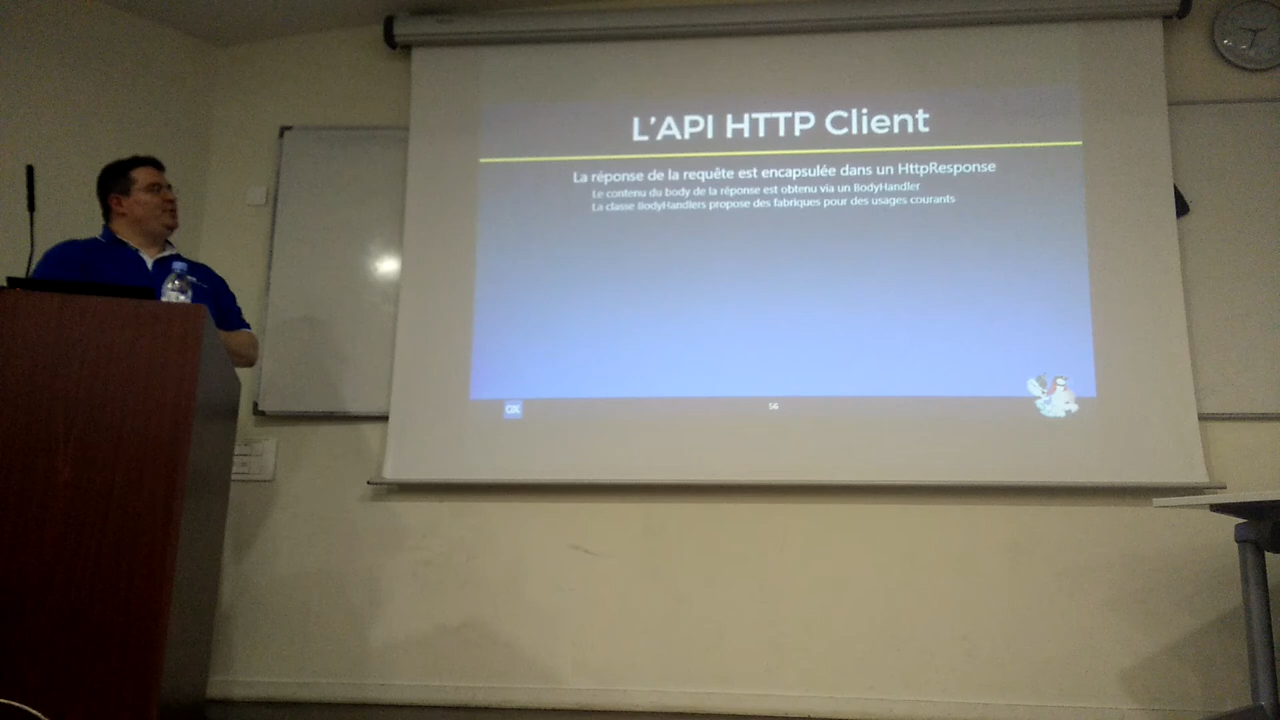 L'API HTTP Client
La réponse de la requête est encapsulée dans un HttpResponse
Le contenu du body de la réponse est obtenu via un BodyHandler
La classe BodyHandlers propose des fabriques pour des usages courants
56